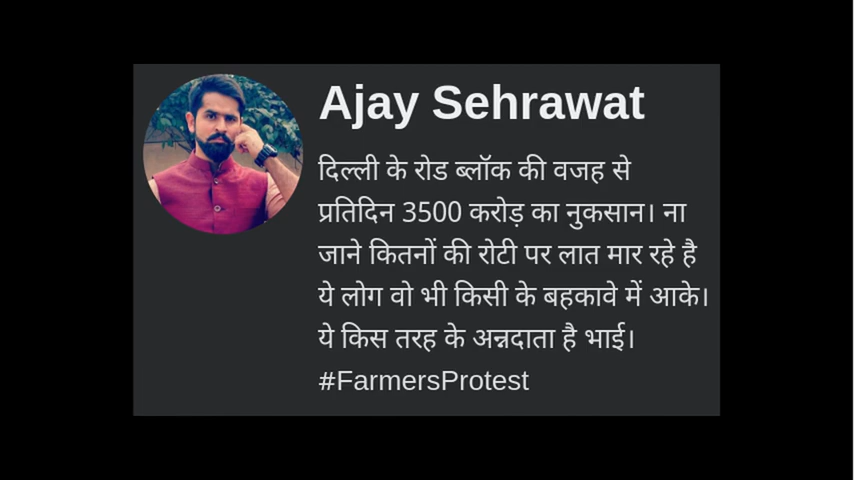 Ajay Sehrawat
दिल्ली के रोड ब्लॉक की वजह से
प्रतिदिन 3500 करोड़ का नुकसान। ना
जाने कितनों की रोटी पर लात मार रहे है
ये लोग वो भी किसी के बहकावे में आके।
ये किस तरह के अन्नदाता है भाई।
#FarmersProtest